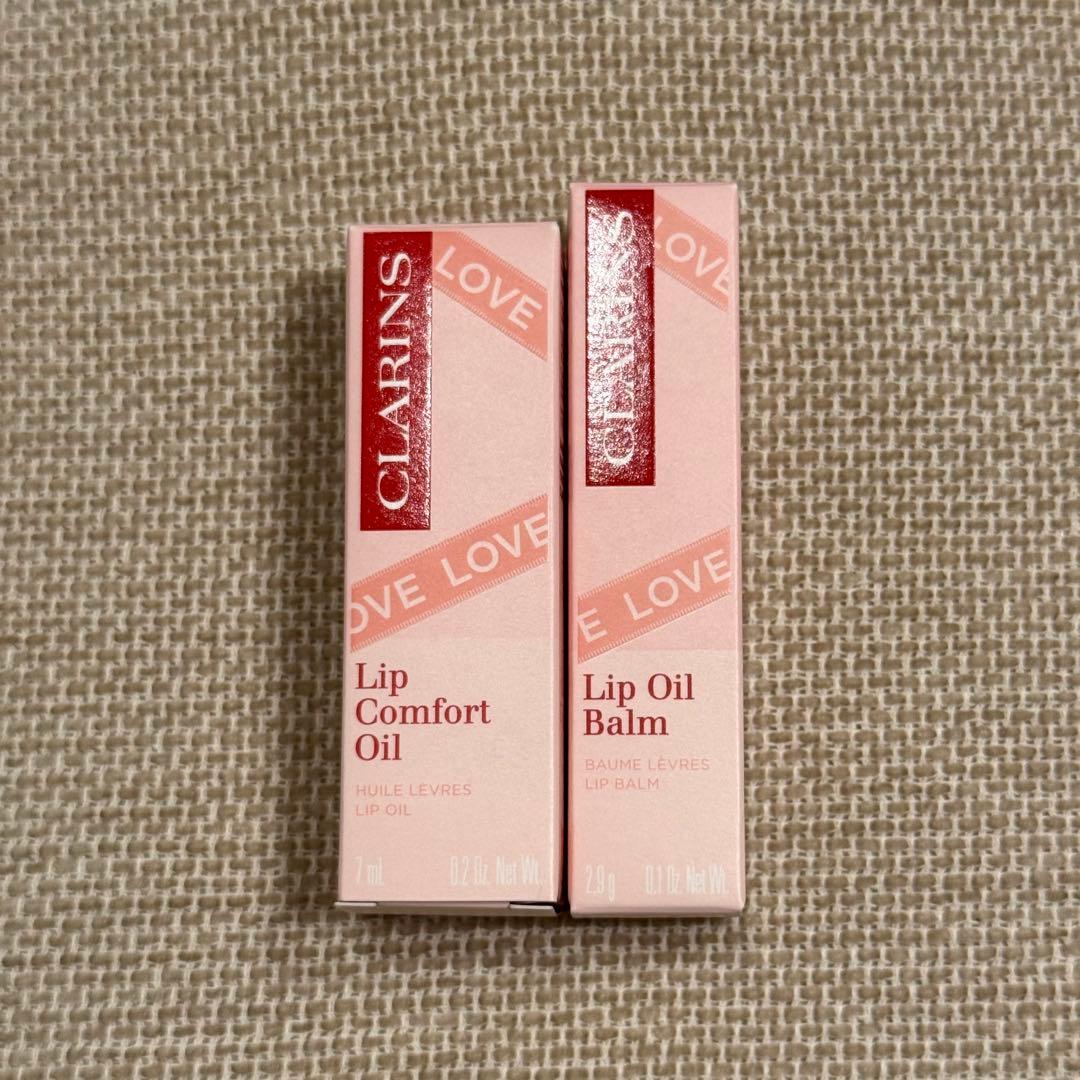 CLARINS
LOVE
OVE LOVE
Lip
Comfort
Oil
HUILE LÈVRES
LIP OIL
7 mL 0.2 Oz. Net Wt.
CLARINS
LOVE
E LOVE
Lip Oil
Balm
BAUME LÈVRES
LIP BALM
2.9 g 0.1 Oz. Net Wt.